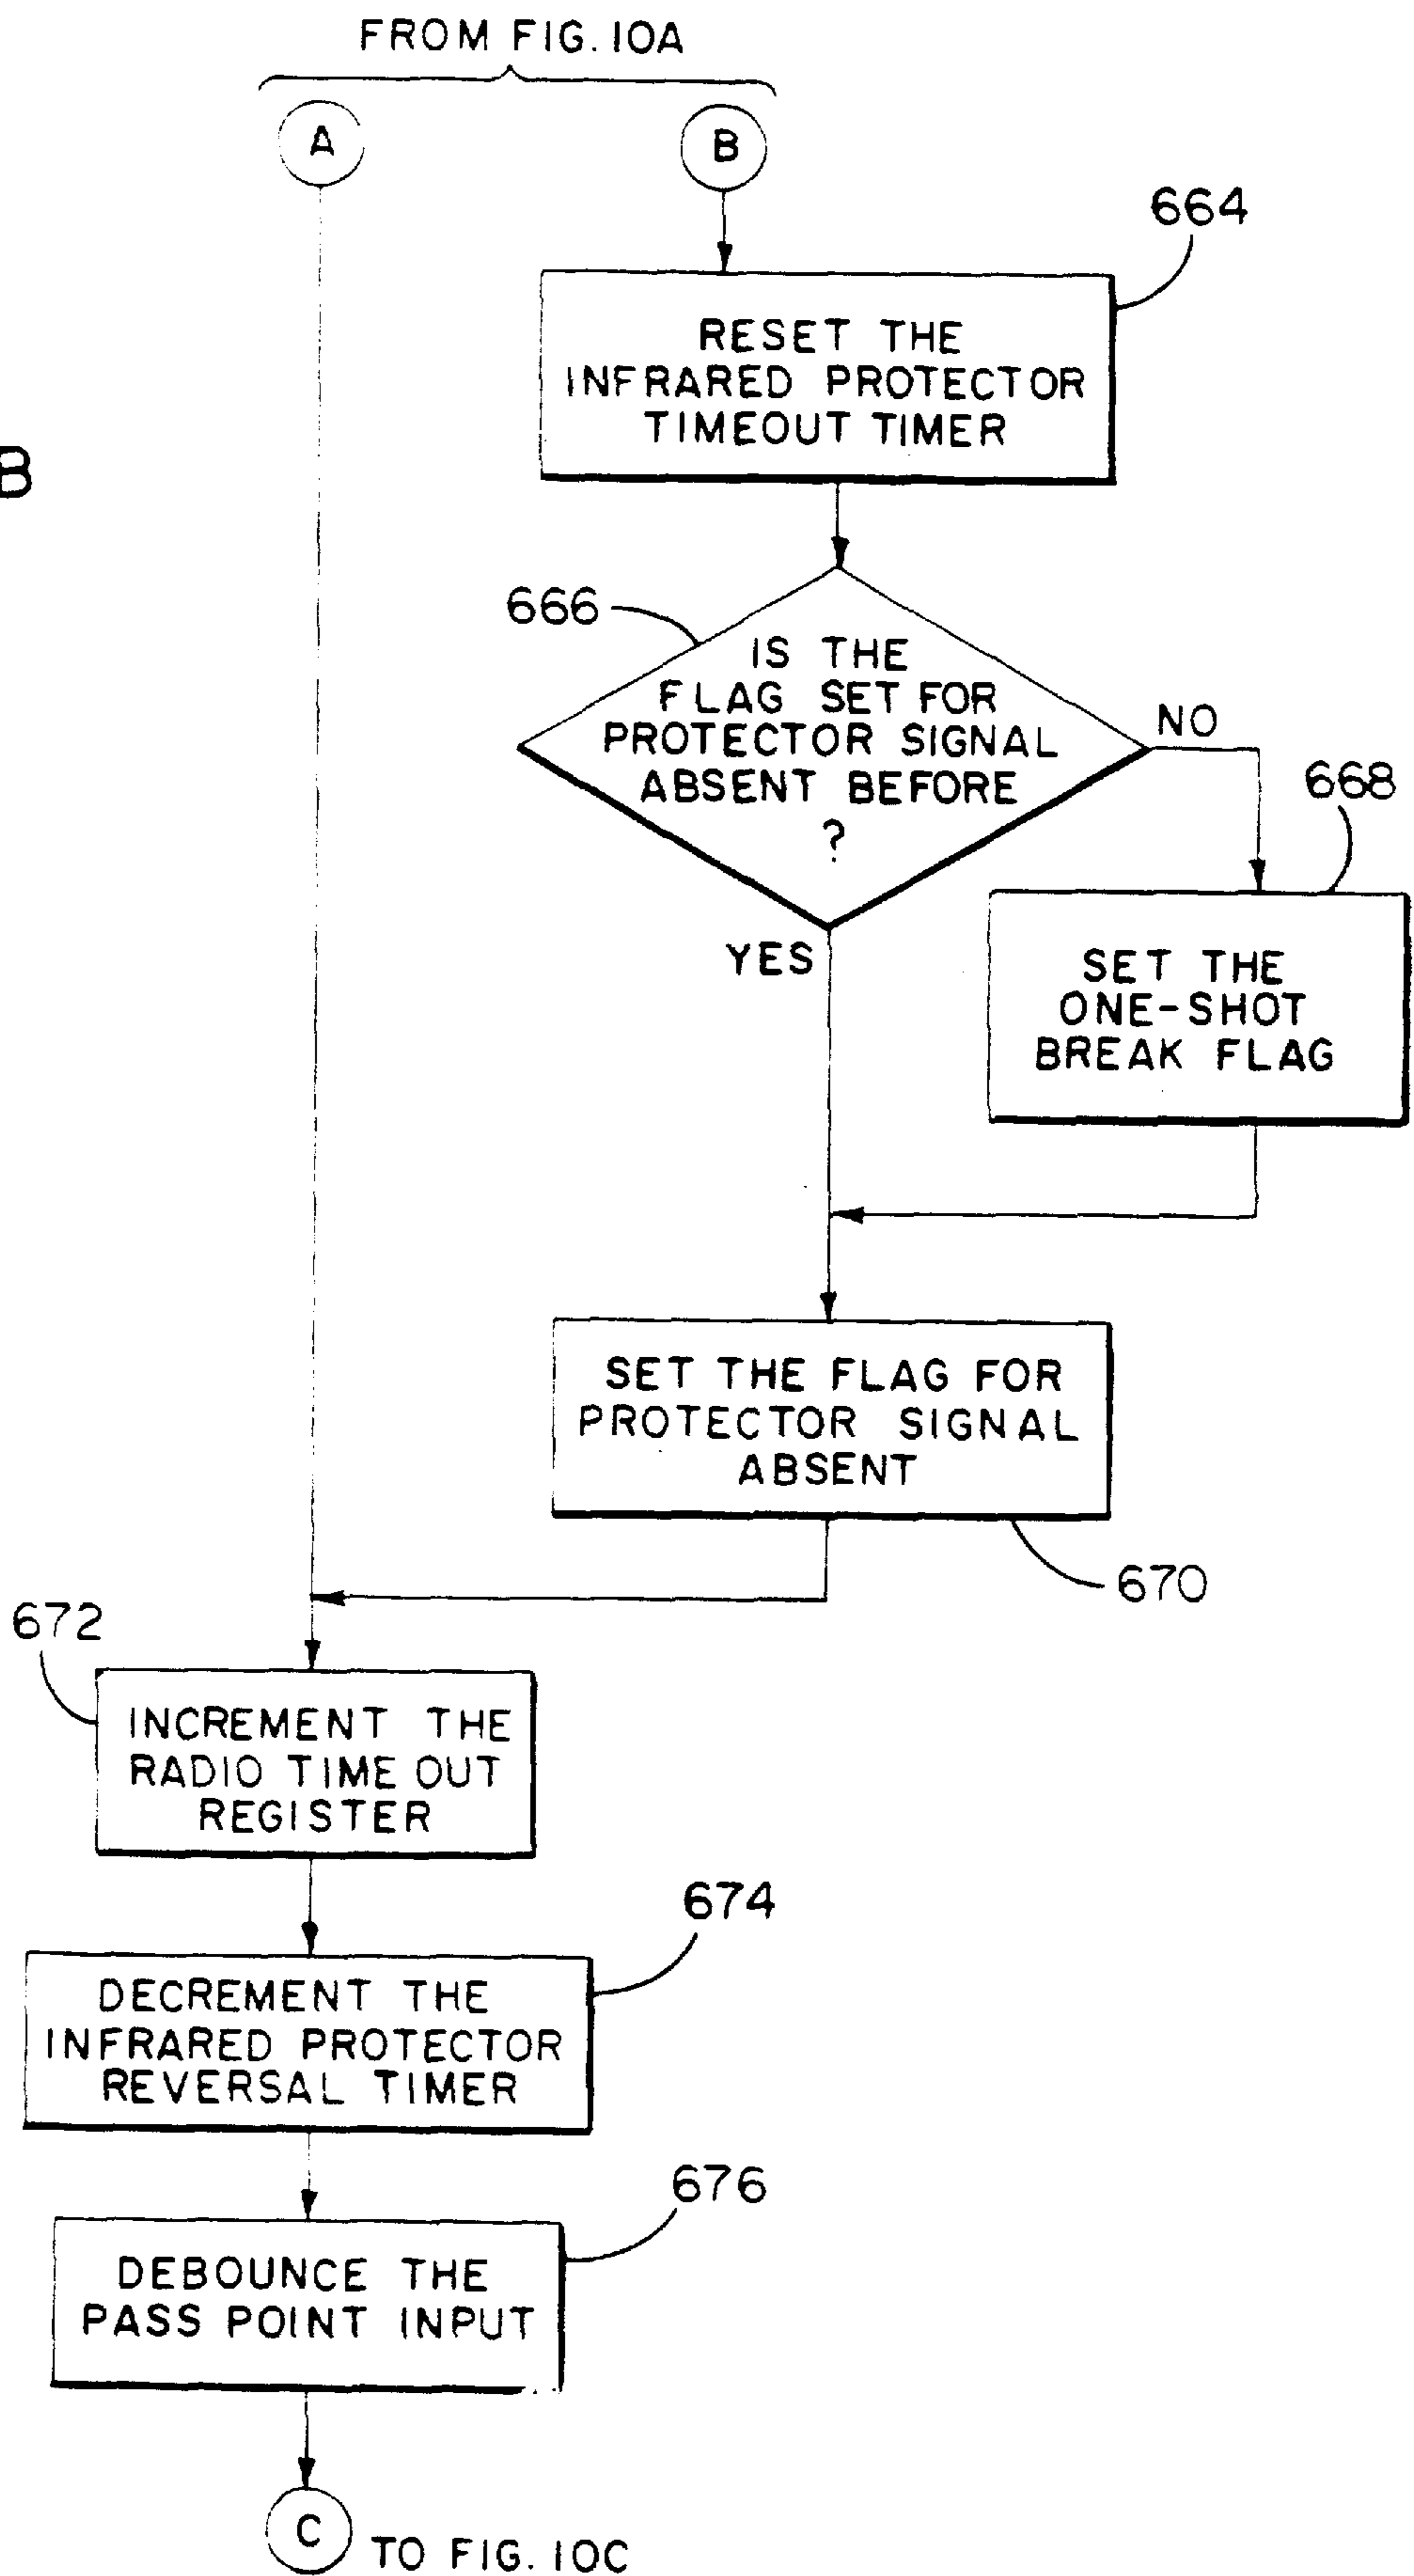 FROM FIG. 10A
A
B
664
RESET THE
INFRARED PROTECTOR
TIMEOUT TIMER
B
666
IS THE
FLAG SET FOR
PROTECTOR SIGNAL
ABSENT BEFORE
?
NO
668
YES
SET THE
ONE-SHOT
BREAK FLAG
SET THE FLAG FOR
PROTECTOR SIGNAL
ABSENT
670
672
INCREMENT THE
RADIO TIME OUT
REGISTER
674
DECREMENT THE
INFRARED PROTECTOR
REVERSAL TIMER
676
DEBOUNCE THE
PASS POINT INPUT
C
TO FIG. 10C